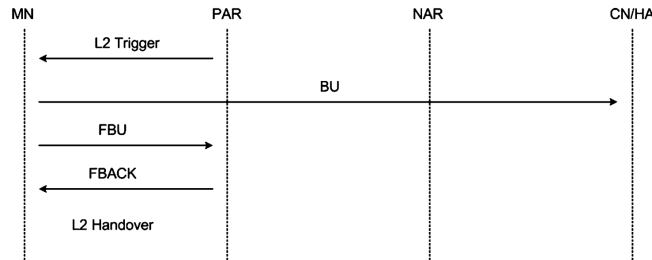 MN PAR NAR CN/HA
L2 Trigger
BU
FBU
FBACK
L2 Handover